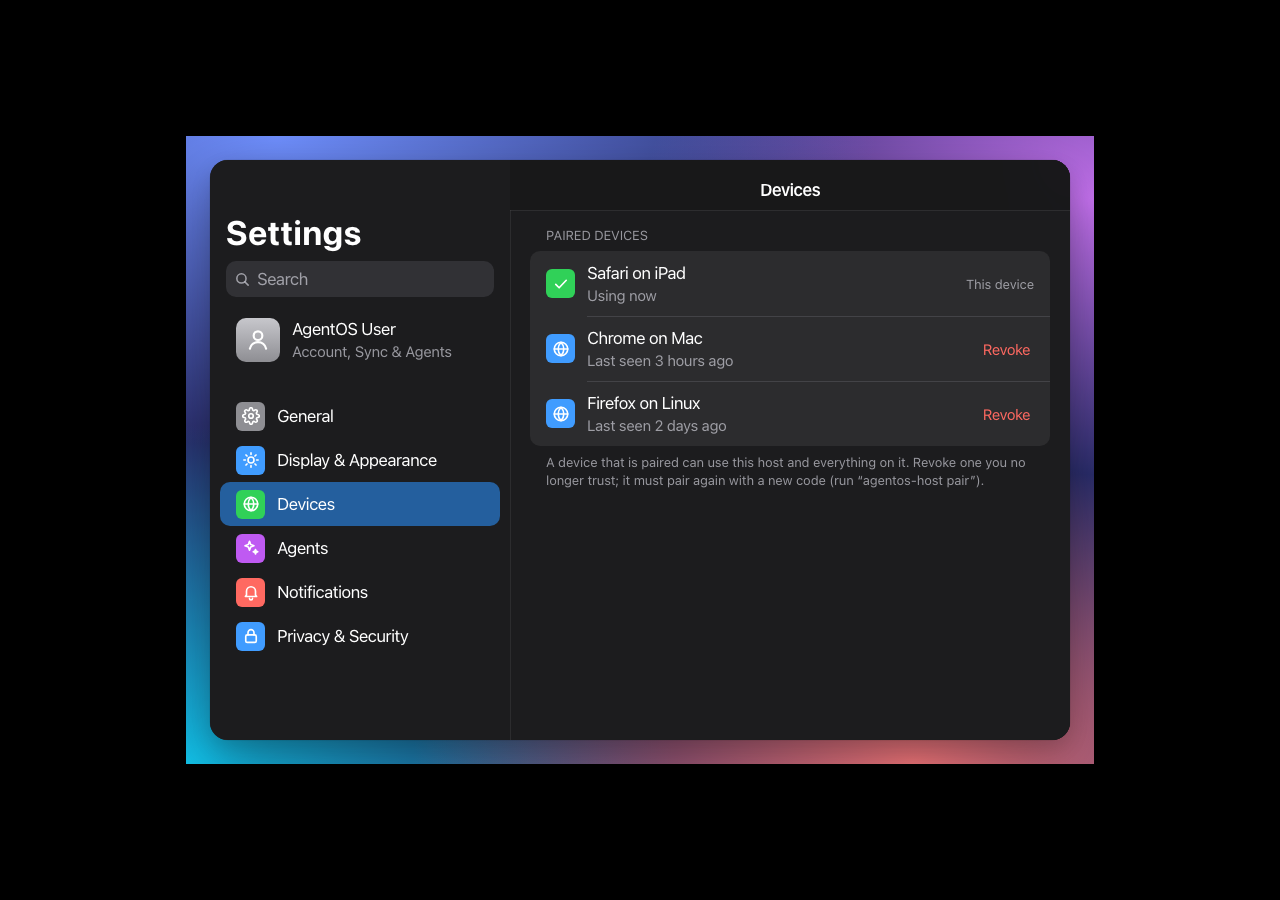 Settings
Search
AgentOS User
Account, Sync & Agents
General
Display & Appearance
Devices
Agents
Notifications
Privacy & Security
Devices
PAIRED DEVICES
Safari on iPad
Using now
This device
Chrome on Mac
Last seen 3 hours ago
Revoke
Firefox on Linux
Last seen 2 days ago
Revoke
A device that is paired can use this host and everything on it. Revoke one you no
longer trust; it must pair again with a new code (run “agentos-host pair”).